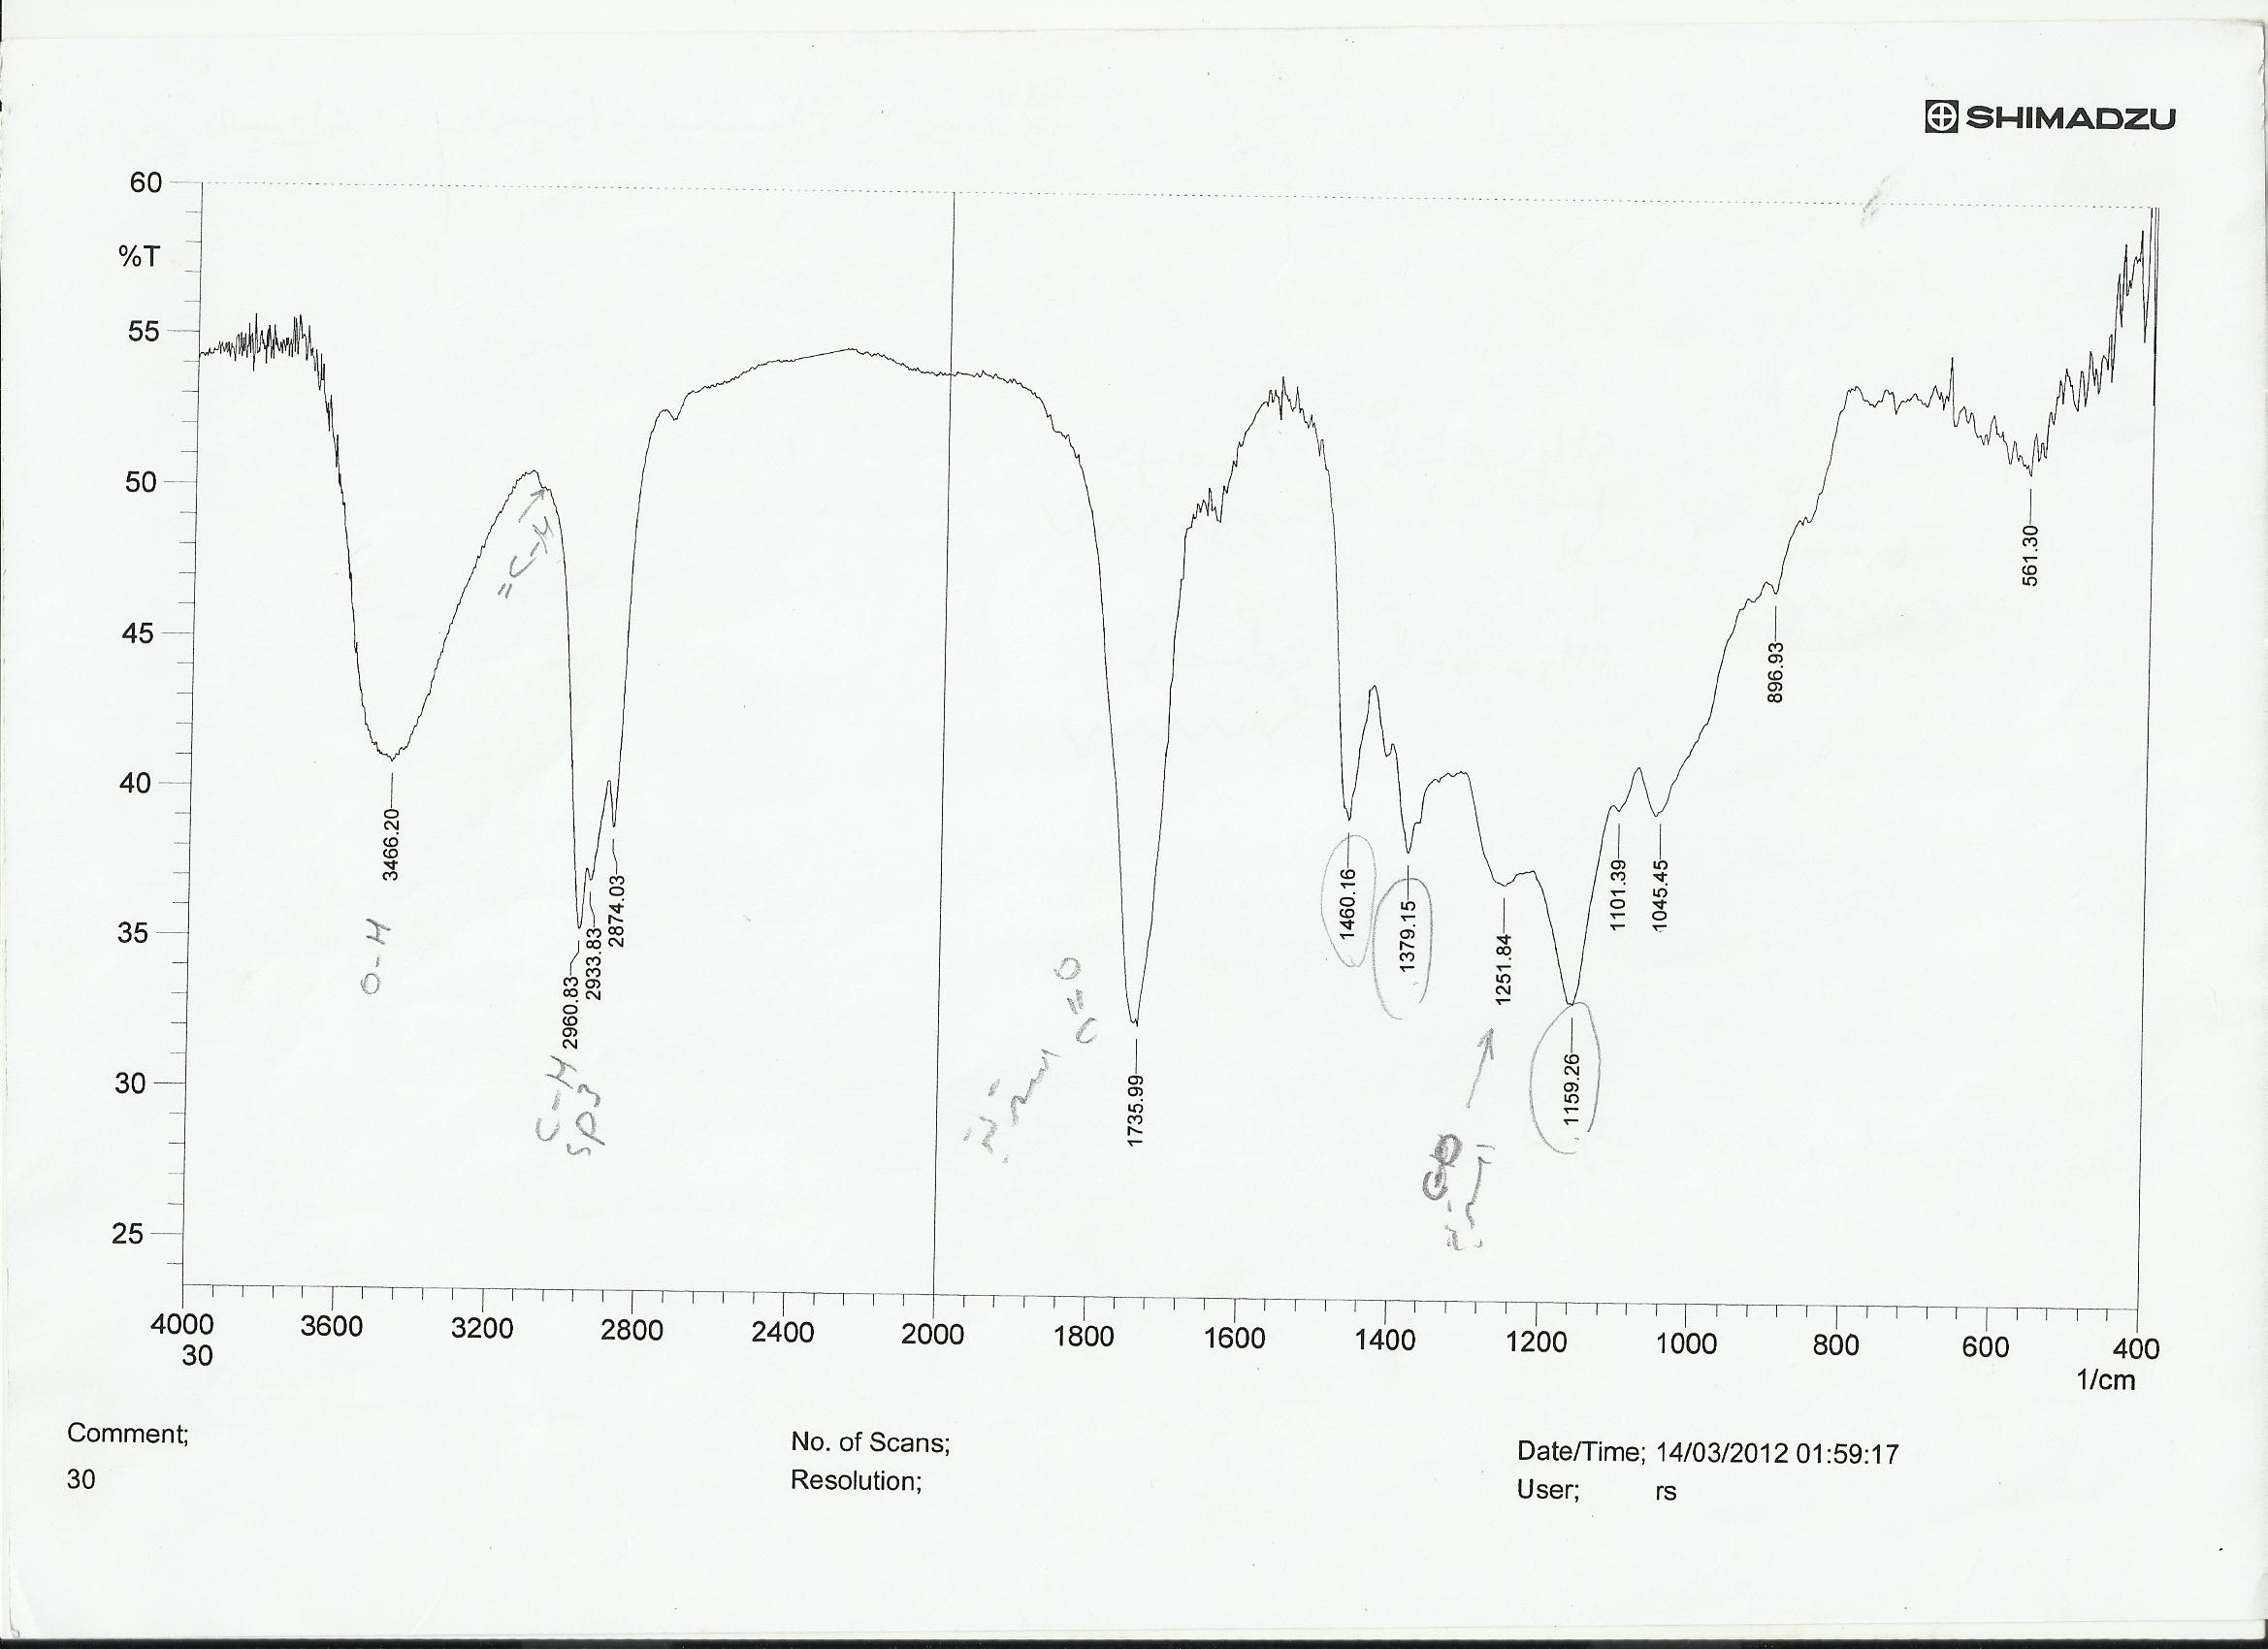 SHIMADZU
60
%T
55
50
45
40
35
30
25
=C-H
3466.20
O-H
2960.83
2933.83
2874.03
C-H
SP3
C=O
1735.99
1460.16
1379.15
1251.84
1159.26
1101.39
1045.45
896.93
561.30
4000 3600 3200 2800 2400 2000 1800 1600 1400 1200 1000 800 600 400
30
1/cm
Comment;
30
No. of Scans;
Resolution;
Date/Time; 14/03/2012 01:59:17
User; rs